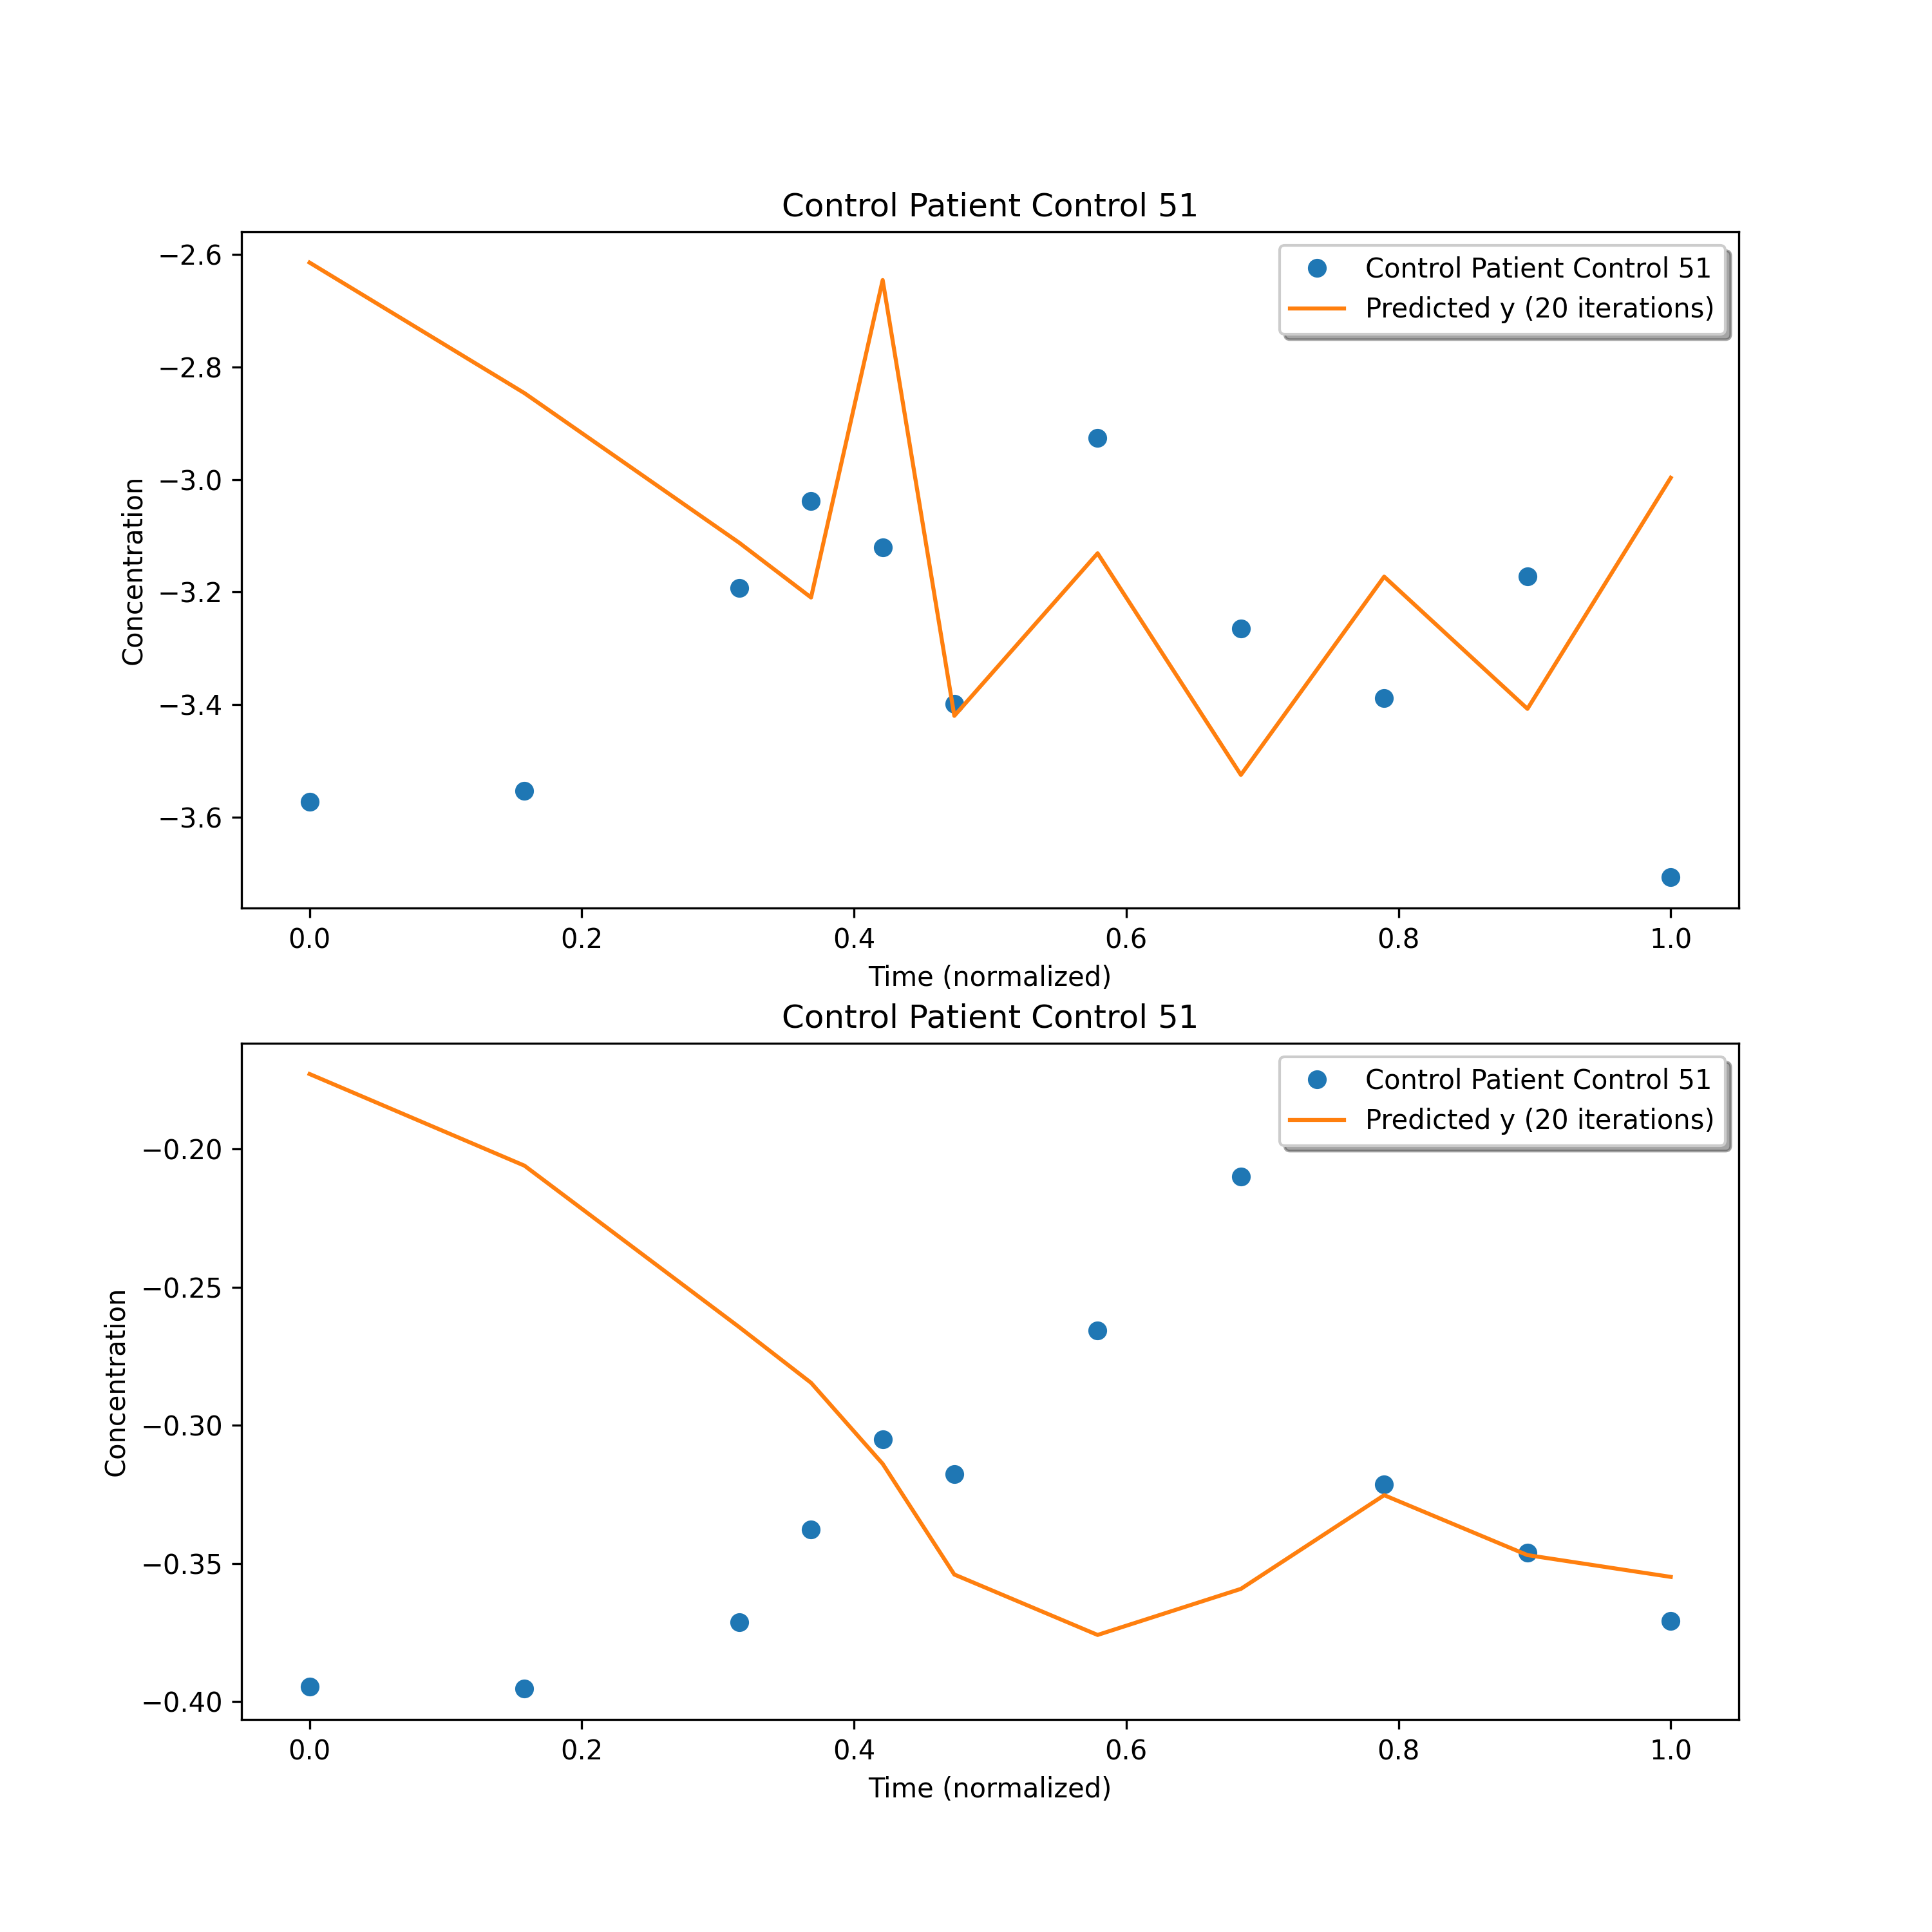 Control Patient Control 51
Control Patient Control 51
Predicted y (20 iterations)
−2.6
−2.8
−3.0
−3.2
−3.4
−3.6
Concentration
0.0 0.2 0.4 0.6 0.8 1.0
Time (normalized)
Control Patient Control 51
Control Patient Control 51
Predicted y (20 iterations)
−0.20
−0.25
−0.30
−0.35
−0.40
Concentration
0.0 0.2 0.4 0.6 0.8 1.0
Time (normalized)